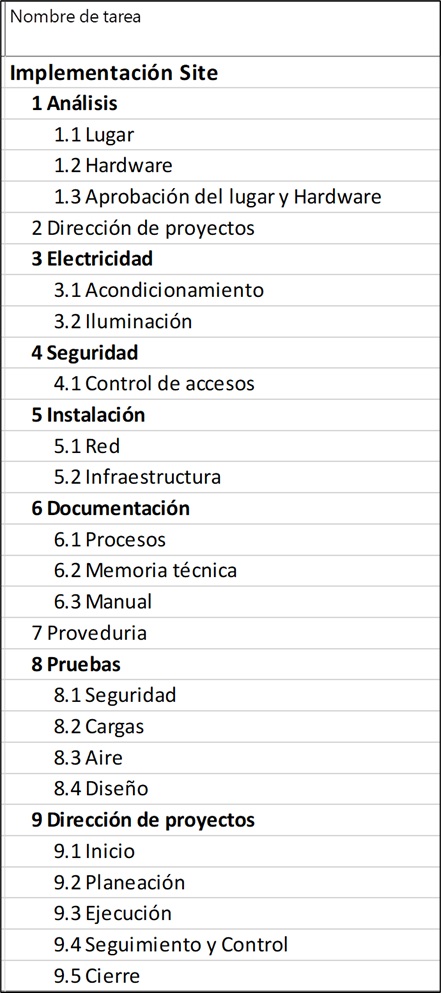 Nombre de tarea
Implementación Site
1 Análisis
1.1 Lugar
1.2 Hardware
1.3 Aprobación del lugar y Hardware
2 Dirección de proyectos
3 Electricidad
3.1 Acondicionamiento
3.2 Iluminación
4 Seguridad
4.1 Control de accesos
5 Instalación
5.1 Red
5.2 Infraestructura
6 Documentación
6.1 Procesos
6.2 Memoria técnica
6.3 Manual
7 Proveduria
8 Pruebas
8.1 Seguridad
8.2 Cargas
8.3 Aire
8.4 Diseño
9 Dirección de proyectos
9.1 Inicio
9.2 Planeación
9.3 Ejecución
9.4 Seguimiento y Control
9.5 Cierre